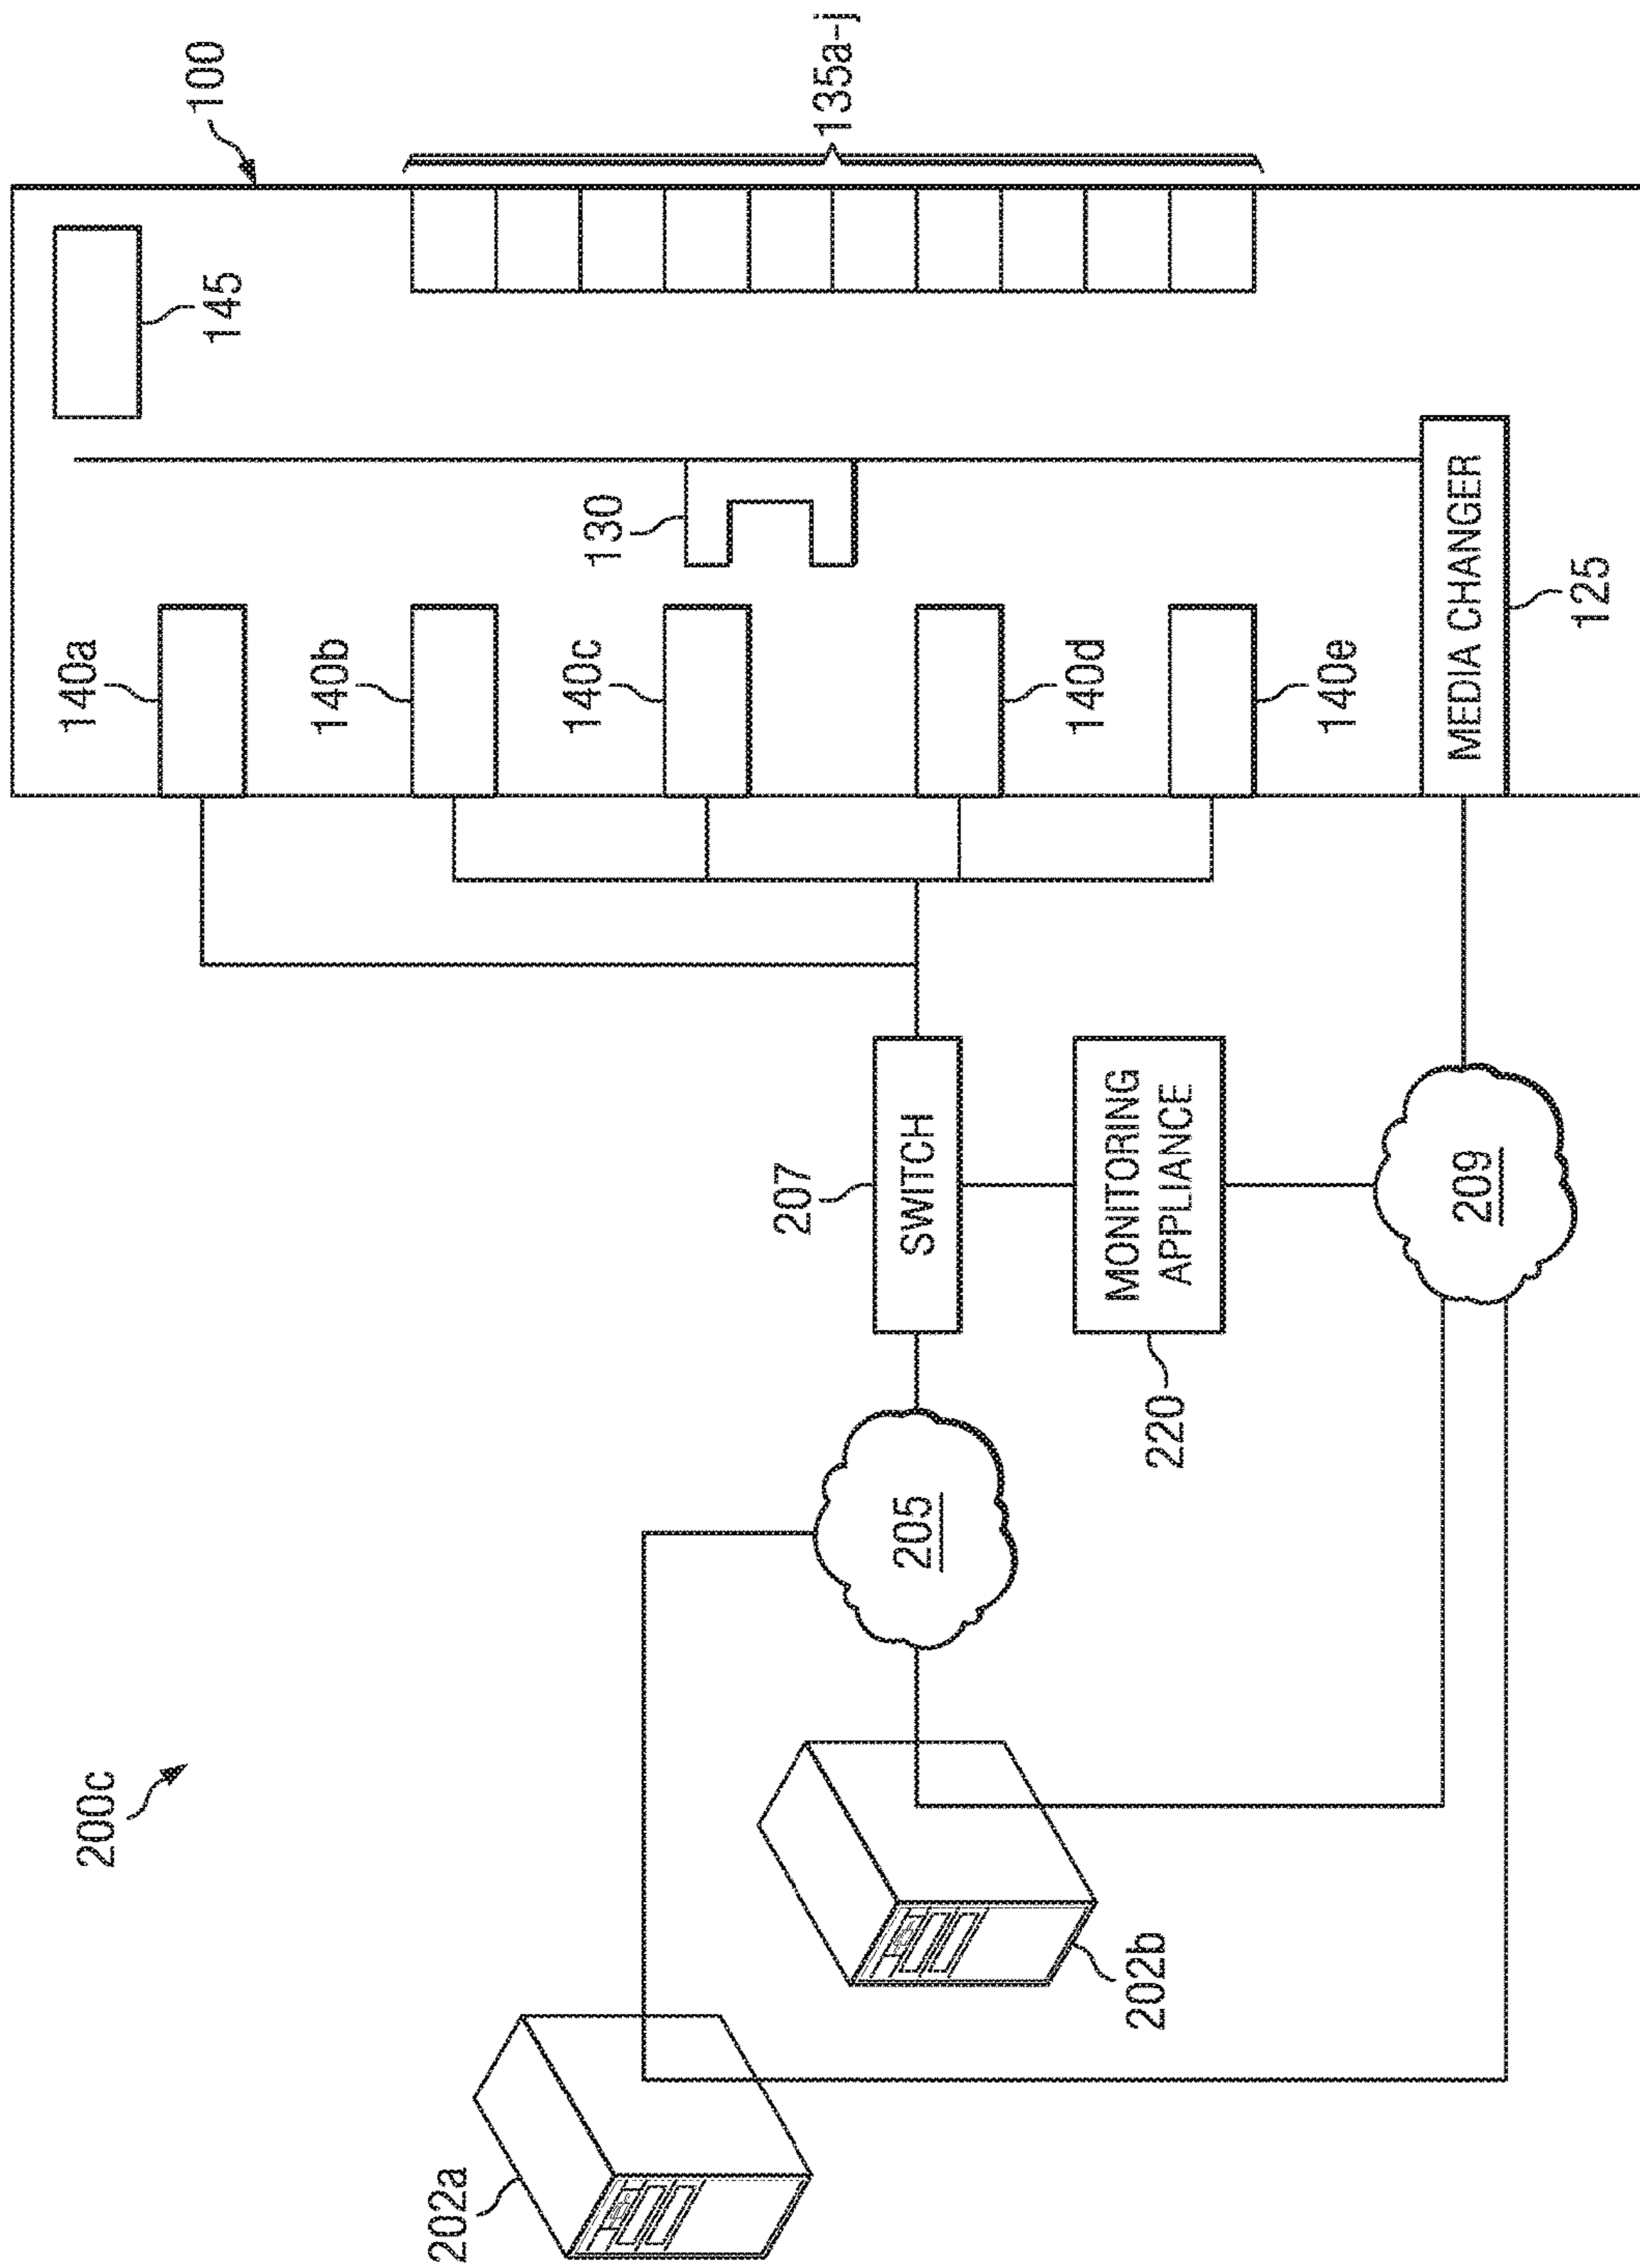 200c
100
145
135a-j
140a
140b
140c
140d
140e
130
MEDIA CHANGER
125
207
SWITCH
MONITORING
APPLIANCE
220
205
209
202a
202b